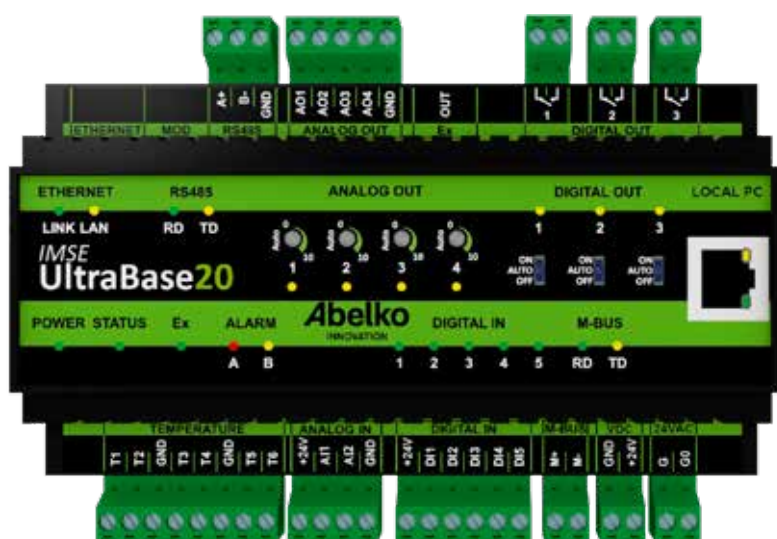 A+ B- GND AO1 AO2 AO3 AO4 GND OUT 1 2 3
ETHERNET MOD RS485 ANALOG OUT Ex DIGITAL OUT
ETHERNET RS485 ANALOG OUT DIGITAL OUT LOCAL PC
LINK LAN RD TD 1 2 3
Auto 0 10 Auto 0 10 Auto 0 10 Auto 0 10
ON AUTO OFF ON AUTO OFF ON AUTO OFF
IMSE
UltraBase20
1 2 3 4
POWER STATUS Ex ALARM Abelko DIGITAL IN M-BUS
INNOVATION
A B 1 2 3 4 5 RD TD
TEMPERATURE ANALOG IN DIGITAL IN (M-BUS) VDC 24VAC
T1 T2 GND T3 T4 GND T5 T6 +24V AI1 AI2 GND +24V DI1 DI2 DI3 DI4 DI5 M+ M- GND +24V G G0